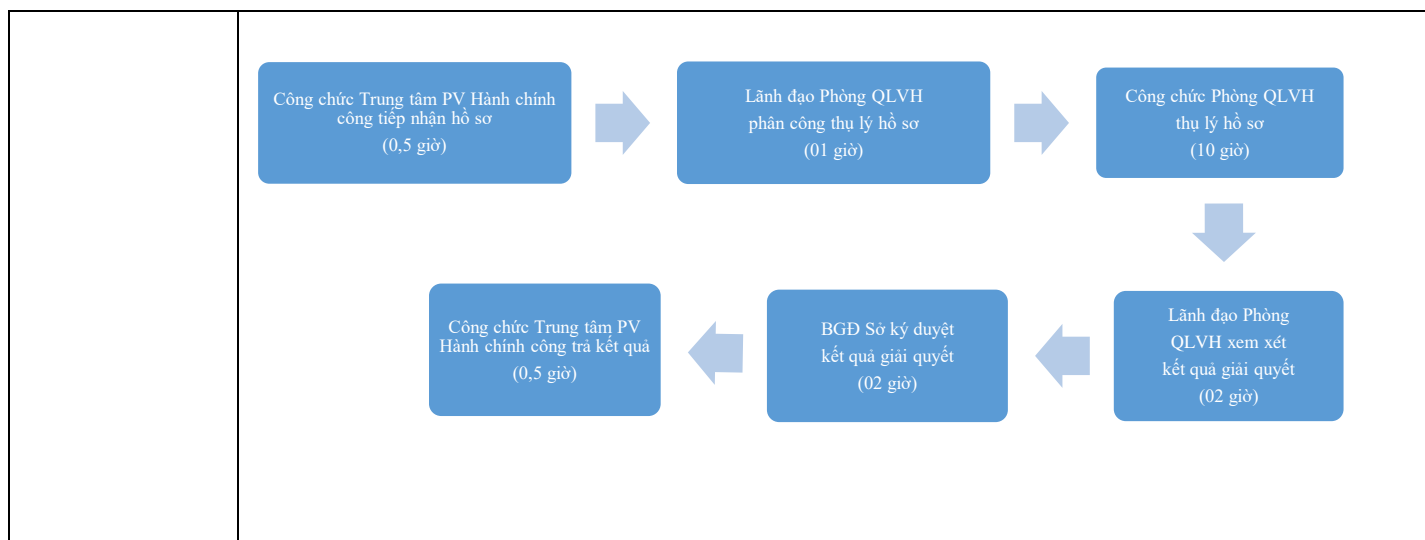 Công chức Trung tâm PV Hành chính
công tiếp nhận hồ sơ
(0,5 giờ)
Lãnh đạo Phòng QLVH
phân công thụ lý hồ sơ
(01 giờ)
Công chức Phòng QLVH
thụ lý hồ sơ
(10 giờ)
Lãnh đạo Phòng
QLVH xem xét
kết quả giải quyết
(02 giờ)
BGĐ Sở ký duyệt
kết quả giải quyết
(02 giờ)
Công chức Trung tâm PV
Hành chính công trả kết quả
(0,5 giờ)